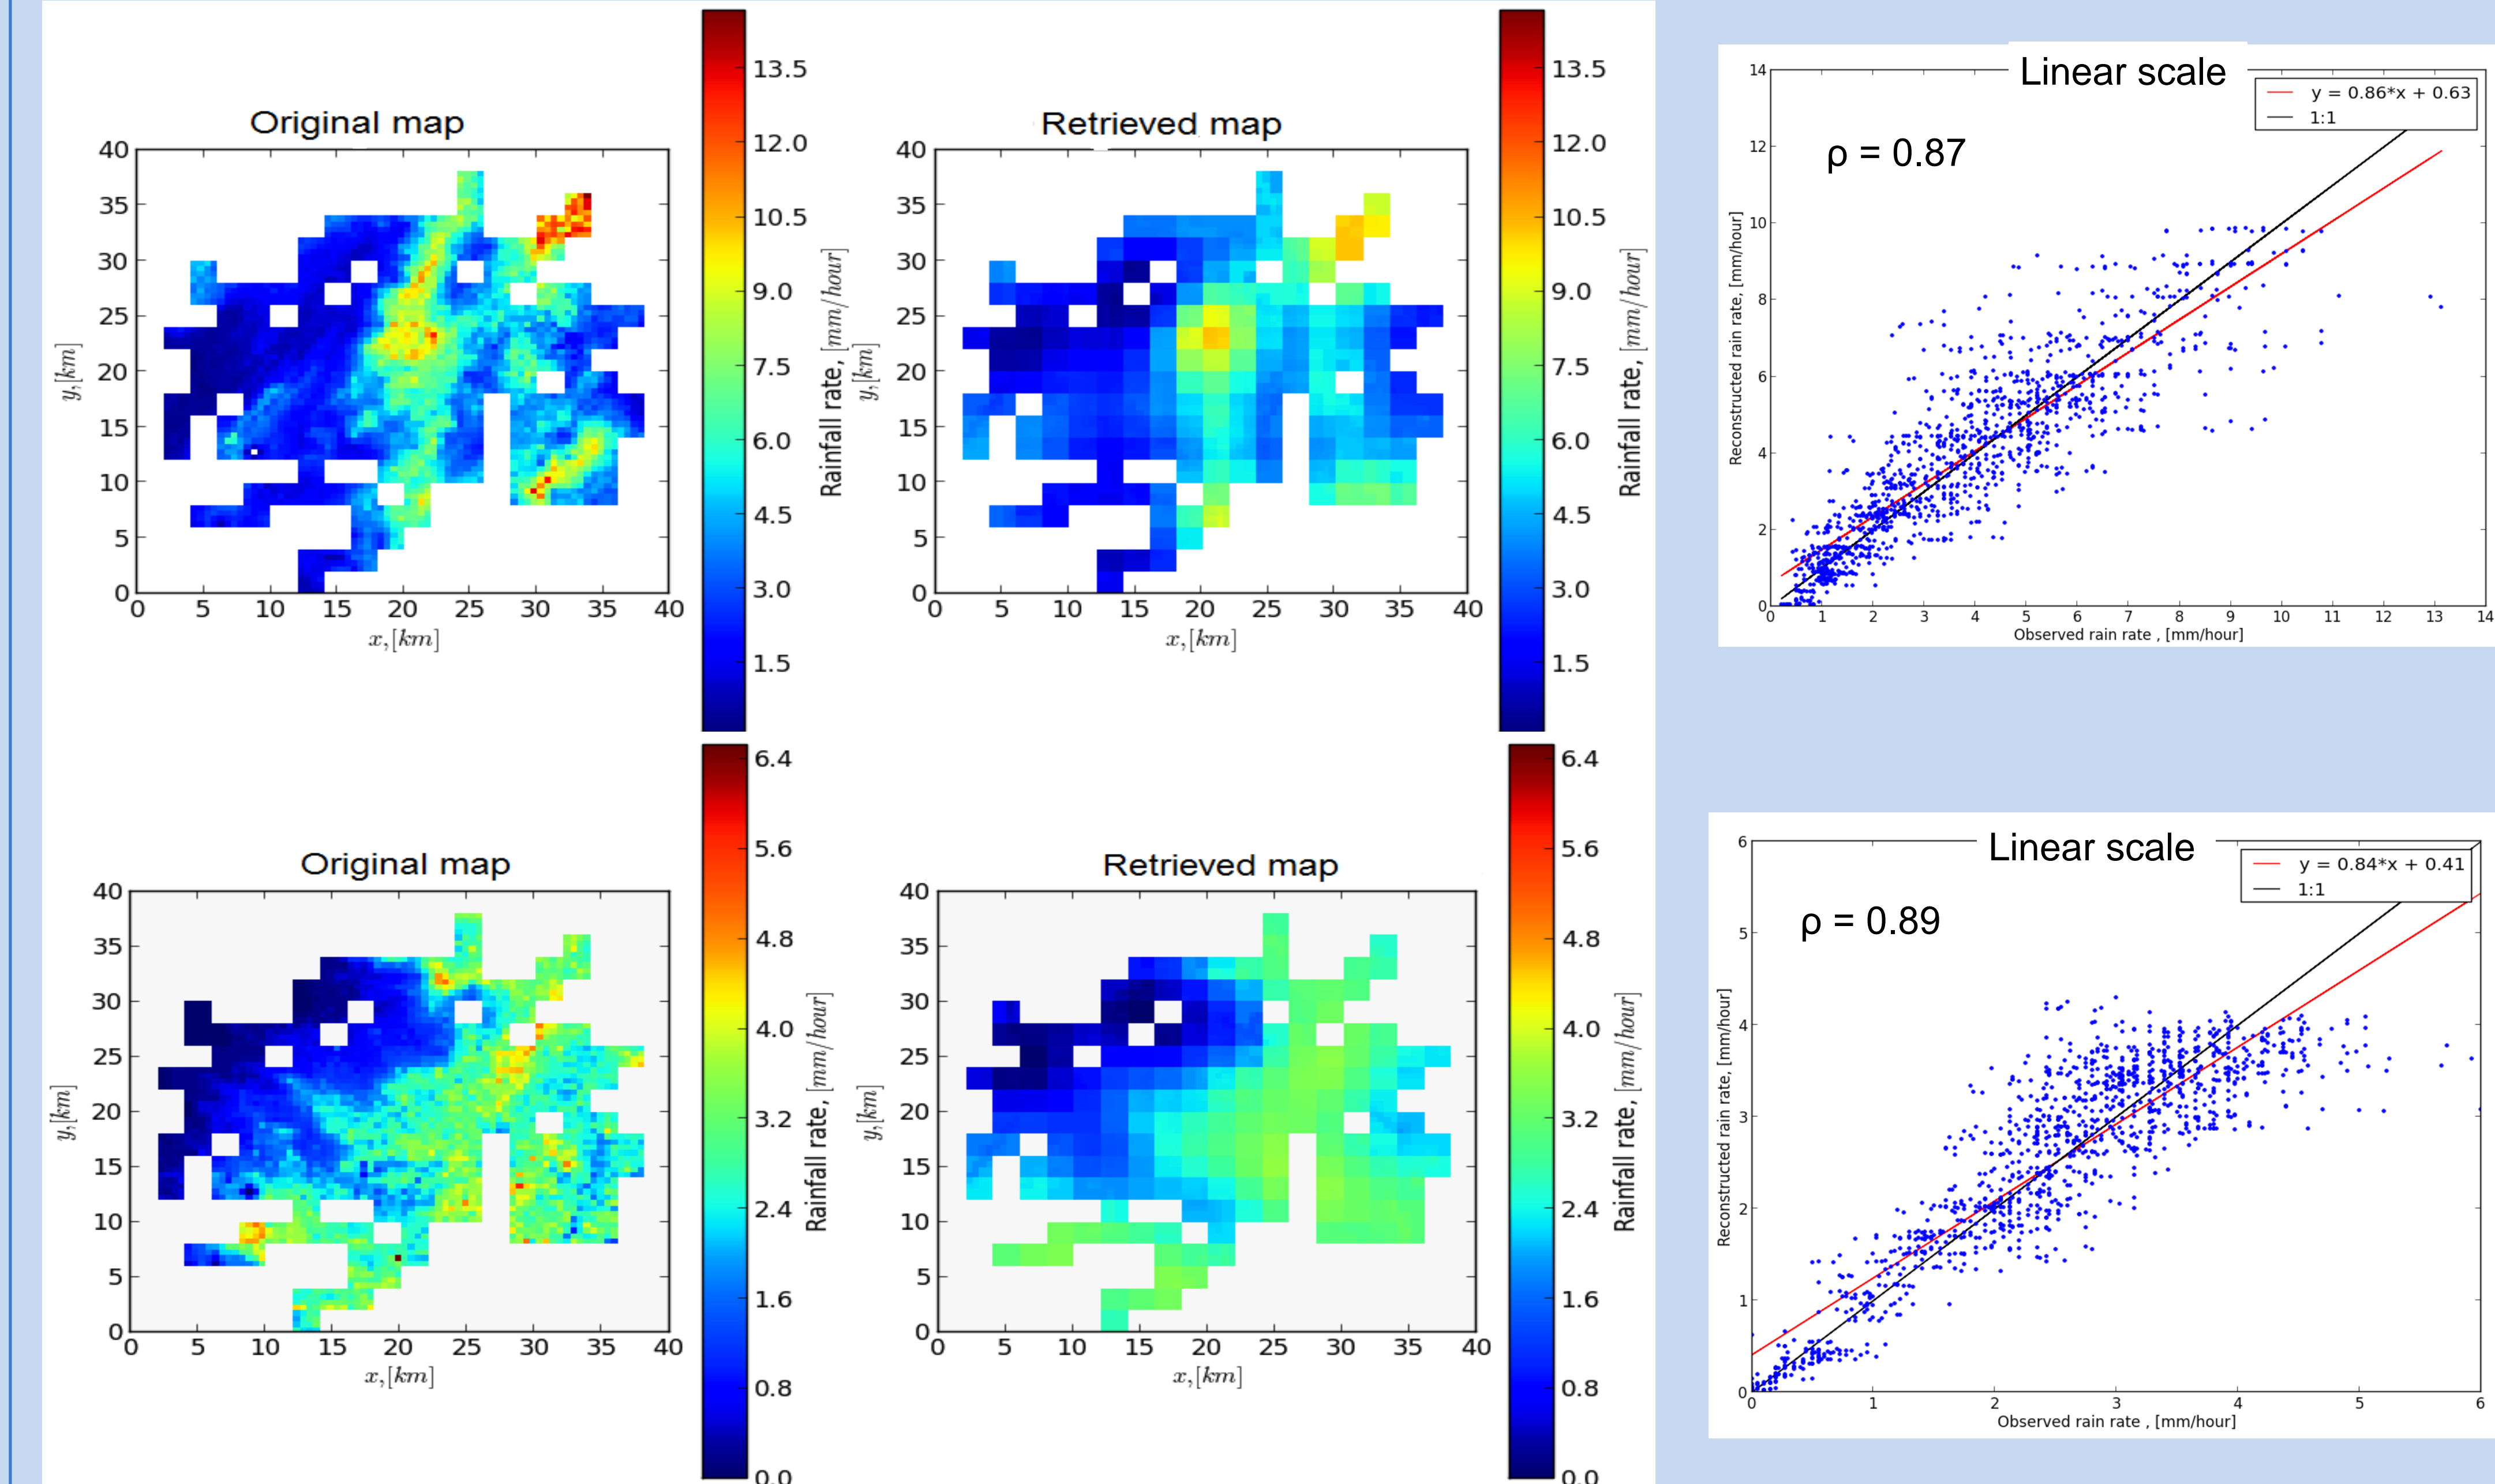 Original map
40
35
30
25
20
15
10
5
0
0 5 10 15 20 25 30 35 40
x,[km]
y,[km]
13.5
12.0
10.5
9.0
7.5
6.0
4.5
3.0
1.5
Rainfall rate, [mm/hour]
Retrieved map
40
35
30
25
20
15
10
5
0
0 5 10 15 20 25 30 35 40
x,[km]
y,[km]
13.5
12.0
10.5
9.0
7.5
6.0
4.5
3.0
1.5
Rainfall rate, [mm/hour]
Linear scale
y = 0.86*x + 0.63
1:1
ρ = 0.87
14
12
10
8
6
4
2
0
0 1 2 3 4 5 6 7 8 9 10 11 12 13 14
Observed rain rate , [mm/hour]
Reconstructed rain rate, [mm/hour]
Original map
40
35
30
25
20
15
10
5
0
0 5 10 15 20 25 30 35 40
x,[km]
y,[km]
6.4
5.6
4.8
4.0
3.2
2.4
1.6
0.8
0.0
Rainfall rate, [mm/hour]
Retrieved map
40
35
30
25
20
15
10
5
0
0 5 10 15 20 25 30 35 40
x,[km]
y,[km]
6.4
5.6
4.8
4.0
3.2
2.4
1.6
0.8
0.0
Rainfall rate, [mm/hour]
Linear scale
y = 0.84*x + 0.41
1:1
ρ = 0.89
6
5
4
3
2
1
0
0 1 2 3 4 5 6
Observed rain rate , [mm/hour]
Reconstructed rain rate, [mm/hour]